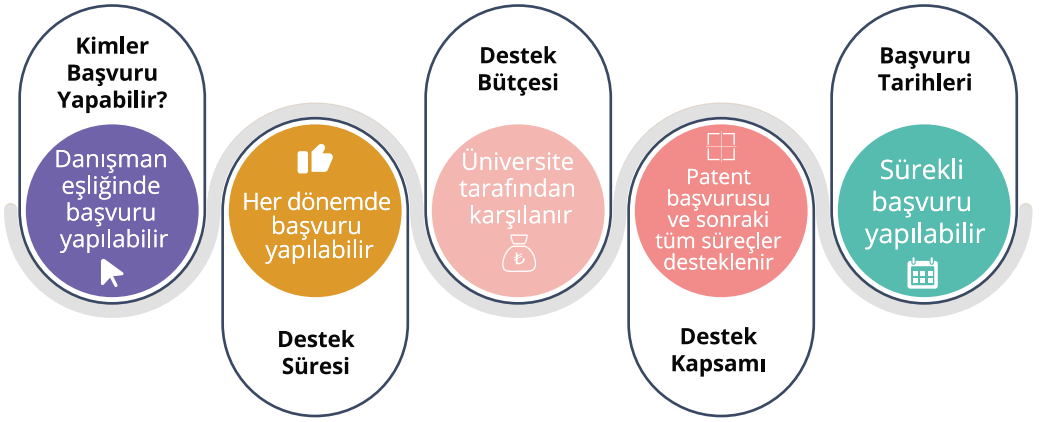 Kimler
Başvuru
Yapabilir?
Danışman
eşliğinde
başvuru
yapılabilir
Her dönemde
başvuru
yapılabilir
Destek
Süresi
Destek
Bütçesi
Üniversite
tarafından
karşılanır
₺
Patent
başvurusu
ve sonraki
tüm süreçler
desteklenir
Destek
Kapsamı
Başvuru
Tarihleri
Sürekli
başvuru
yapılabilir